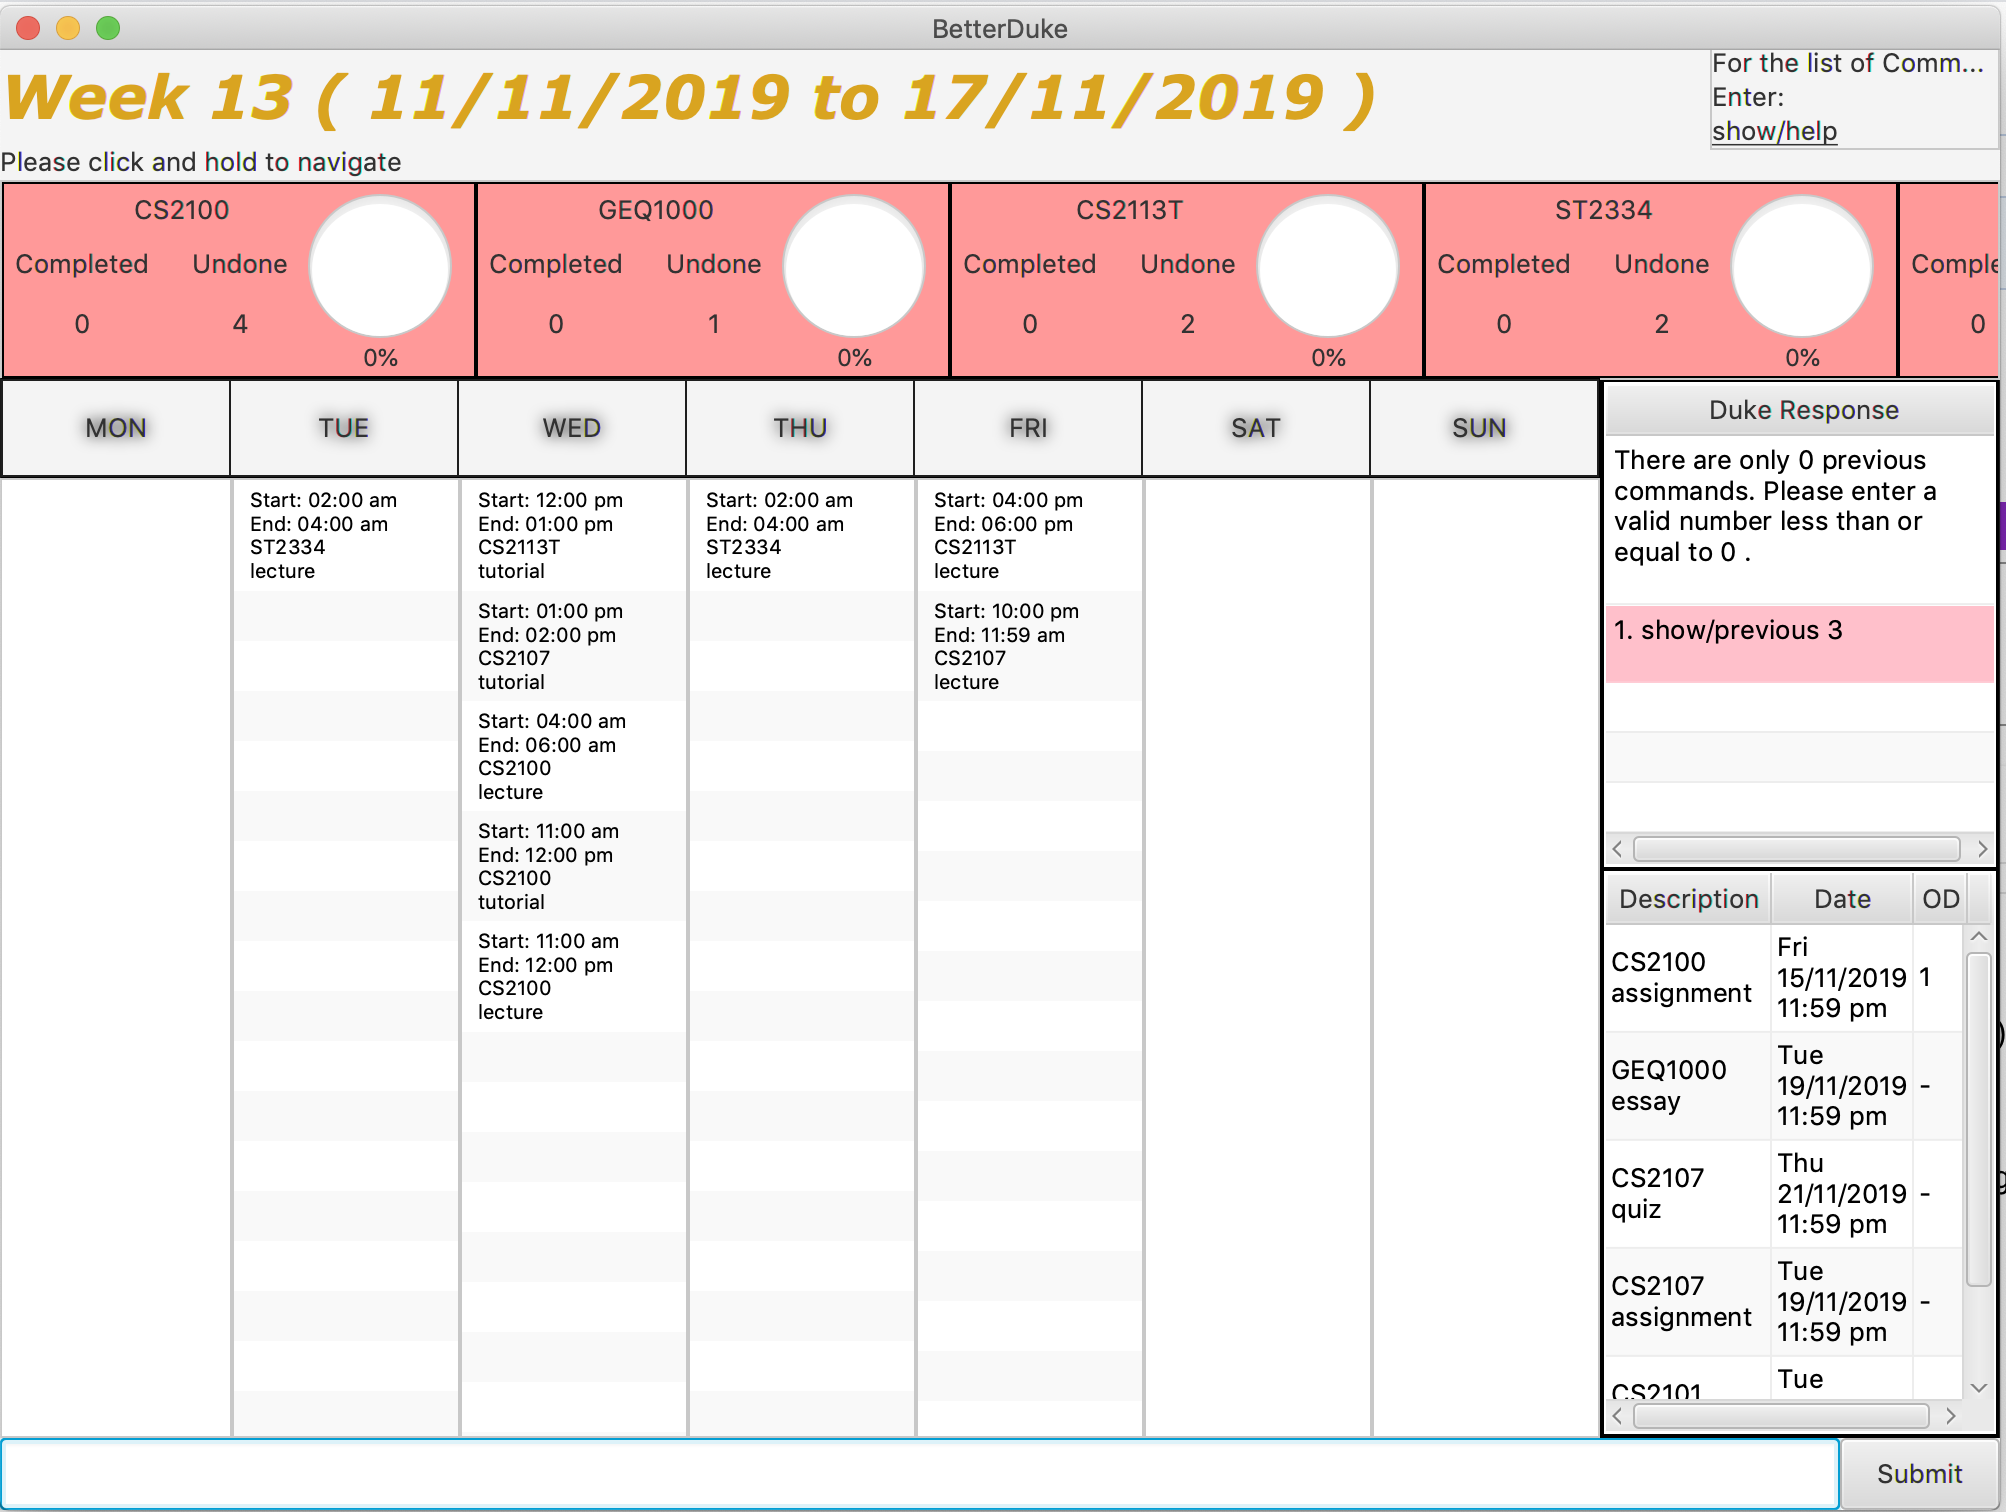 BetterDuke
Week 13 ( 11/11/2019 to 17/11/2019 )
For the list of Comm...
Enter:
show/help
Please click and hold to navigate
CS2100
Completed
Undone
0
4
0%
GEQ1000
Completed
Undone
0
1
0%
CS2113T
Completed
Undone
0
2
0%
ST2334
Completed
Undone
0
2
0%
0
MON
TUE
WED
THU
FRI
SAT
SUN
Start: 02:00 am
End: 04:00 am
ST2334
lecture
Start: 12:00 pm
End: 01:00 pm
CS2113T
tutorial
Start: 01:00 pm
End: 02:00 pm
CS2107
tutorial
Start: 04:00 am
End: 06:00 am
CS2100
lecture
Start: 11:00 am
End: 12:00 pm
CS2100
tutorial
Start: 11:00 am
End: 12:00 pm
CS2100
lecture
Start: 02:00 am
End: 04:00 am
ST2334
lecture
Start: 04:00 pm
End: 06:00 pm
CS2113T
lecture
Start: 10:00 pm
End: 11:59 am
CS2107
lecture
Duke Response
There are only 0 previous
commands. Please enter a
valid number less than or
equal to 0 .
1. show/previous 3
Description
Date
OD
CS2100
assignment
Fri
15/11/2019
11:59 pm
1
GEQ1000
essay
Tue
19/11/2019
11:59 pm
-
CS2107
quiz
Thu
21/11/2019
11:59 pm
-
CS2107
assignment
Tue
19/11/2019
11:59 pm
-
CS2101
Tue
Submit